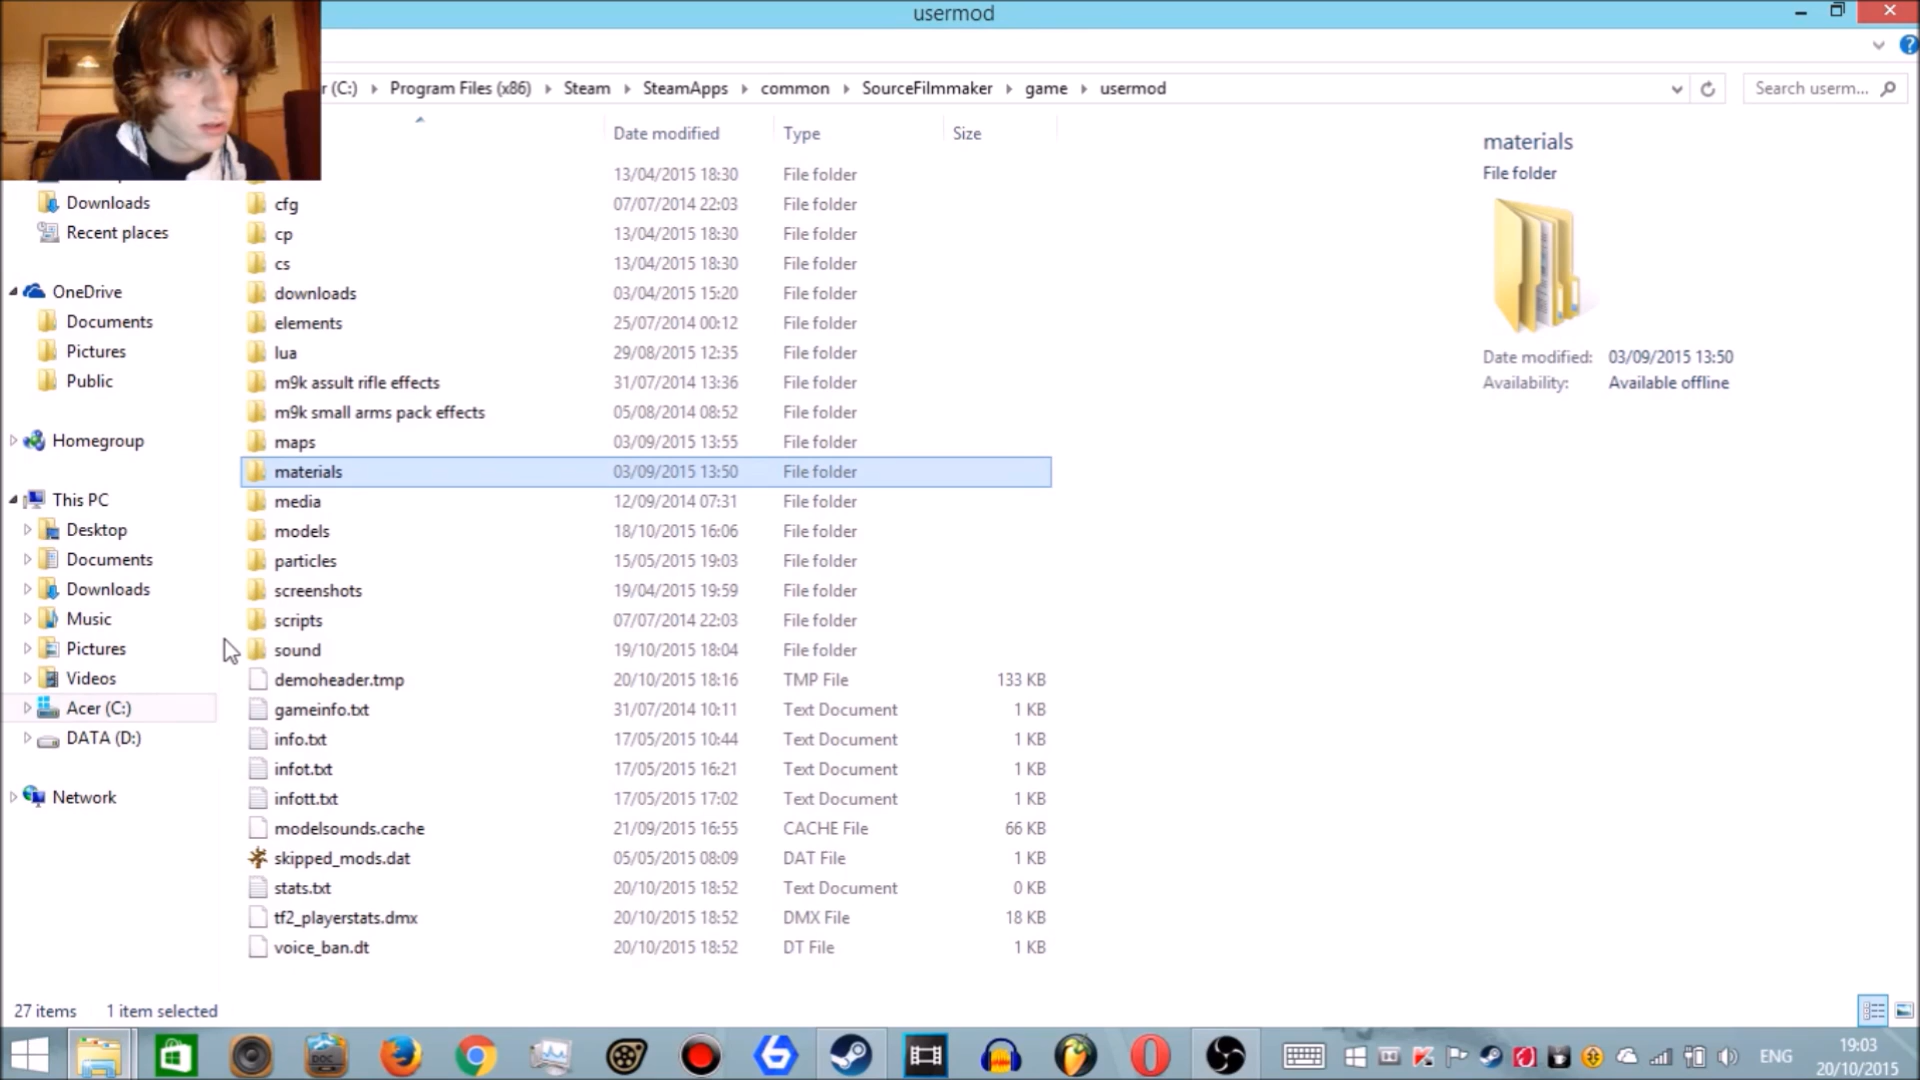 usermod
r (C:) Program Files (x86) Steam SteamApps common SourceFilmmaker game usermod
Search userm...
Date modified Type Size
13/04/2015 18:30 File folder
cfg 07/07/2014 22:03 File folder
cp 13/04/2015 18:30 File folder
cs 13/04/2015 18:30 File folder
downloads 03/04/2015 15:20 File folder
elements 25/07/2014 00:12 File folder
lua 29/08/2015 12:35 File folder
m9k assult rifle effects 31/07/2014 13:36 File folder
m9k small arms pack effects 05/08/2014 08:52 File folder
maps 03/09/2015 13:55 File folder
materials 03/09/2015 13:50 File folder
media 12/09/2014 07:31 File folder
models 18/10/2015 16:06 File folder
particles 15/05/2015 19:03 File folder
screenshots 19/04/2015 19:59 File folder
scripts 07/07/2014 22:03 File folder
sound 19/10/2015 18:04 File folder
demoheader.tmp 20/10/2015 18:16 TMP File 133 KB
gameinfo.txt 31/07/2014 10:11 Text Document 1 KB
info.txt 17/05/2015 10:44 Text Document 1 KB
infot.txt 17/05/2015 16:21 Text Document 1 KB
infott.txt 17/05/2015 17:02 Text Document 1 KB
modelsounds.cache 21/09/2015 16:55 CACHE File 66 KB
skipped_mods.dat 05/05/2015 08:09 DAT File 1 KB
stats.txt 20/10/2015 18:52 Text Document 0 KB
tf2_playerstats.dmx 20/10/2015 18:52 DMX File 18 KB
voice_ban.dt 20/10/2015 18:52 DT File 1 KB
Downloads
Recent places
OneDrive
Documents
Pictures
Public
Homegroup
This PC
Desktop
Documents
Downloads
Music
Pictures
Videos
Acer (C:)
DATA (D:)
Network
materials
File folder
Date modified: 03/09/2015 13:50
Availability: Available offline
27 items 1 item selected
DOC
ENG
19:03
20/10/2015